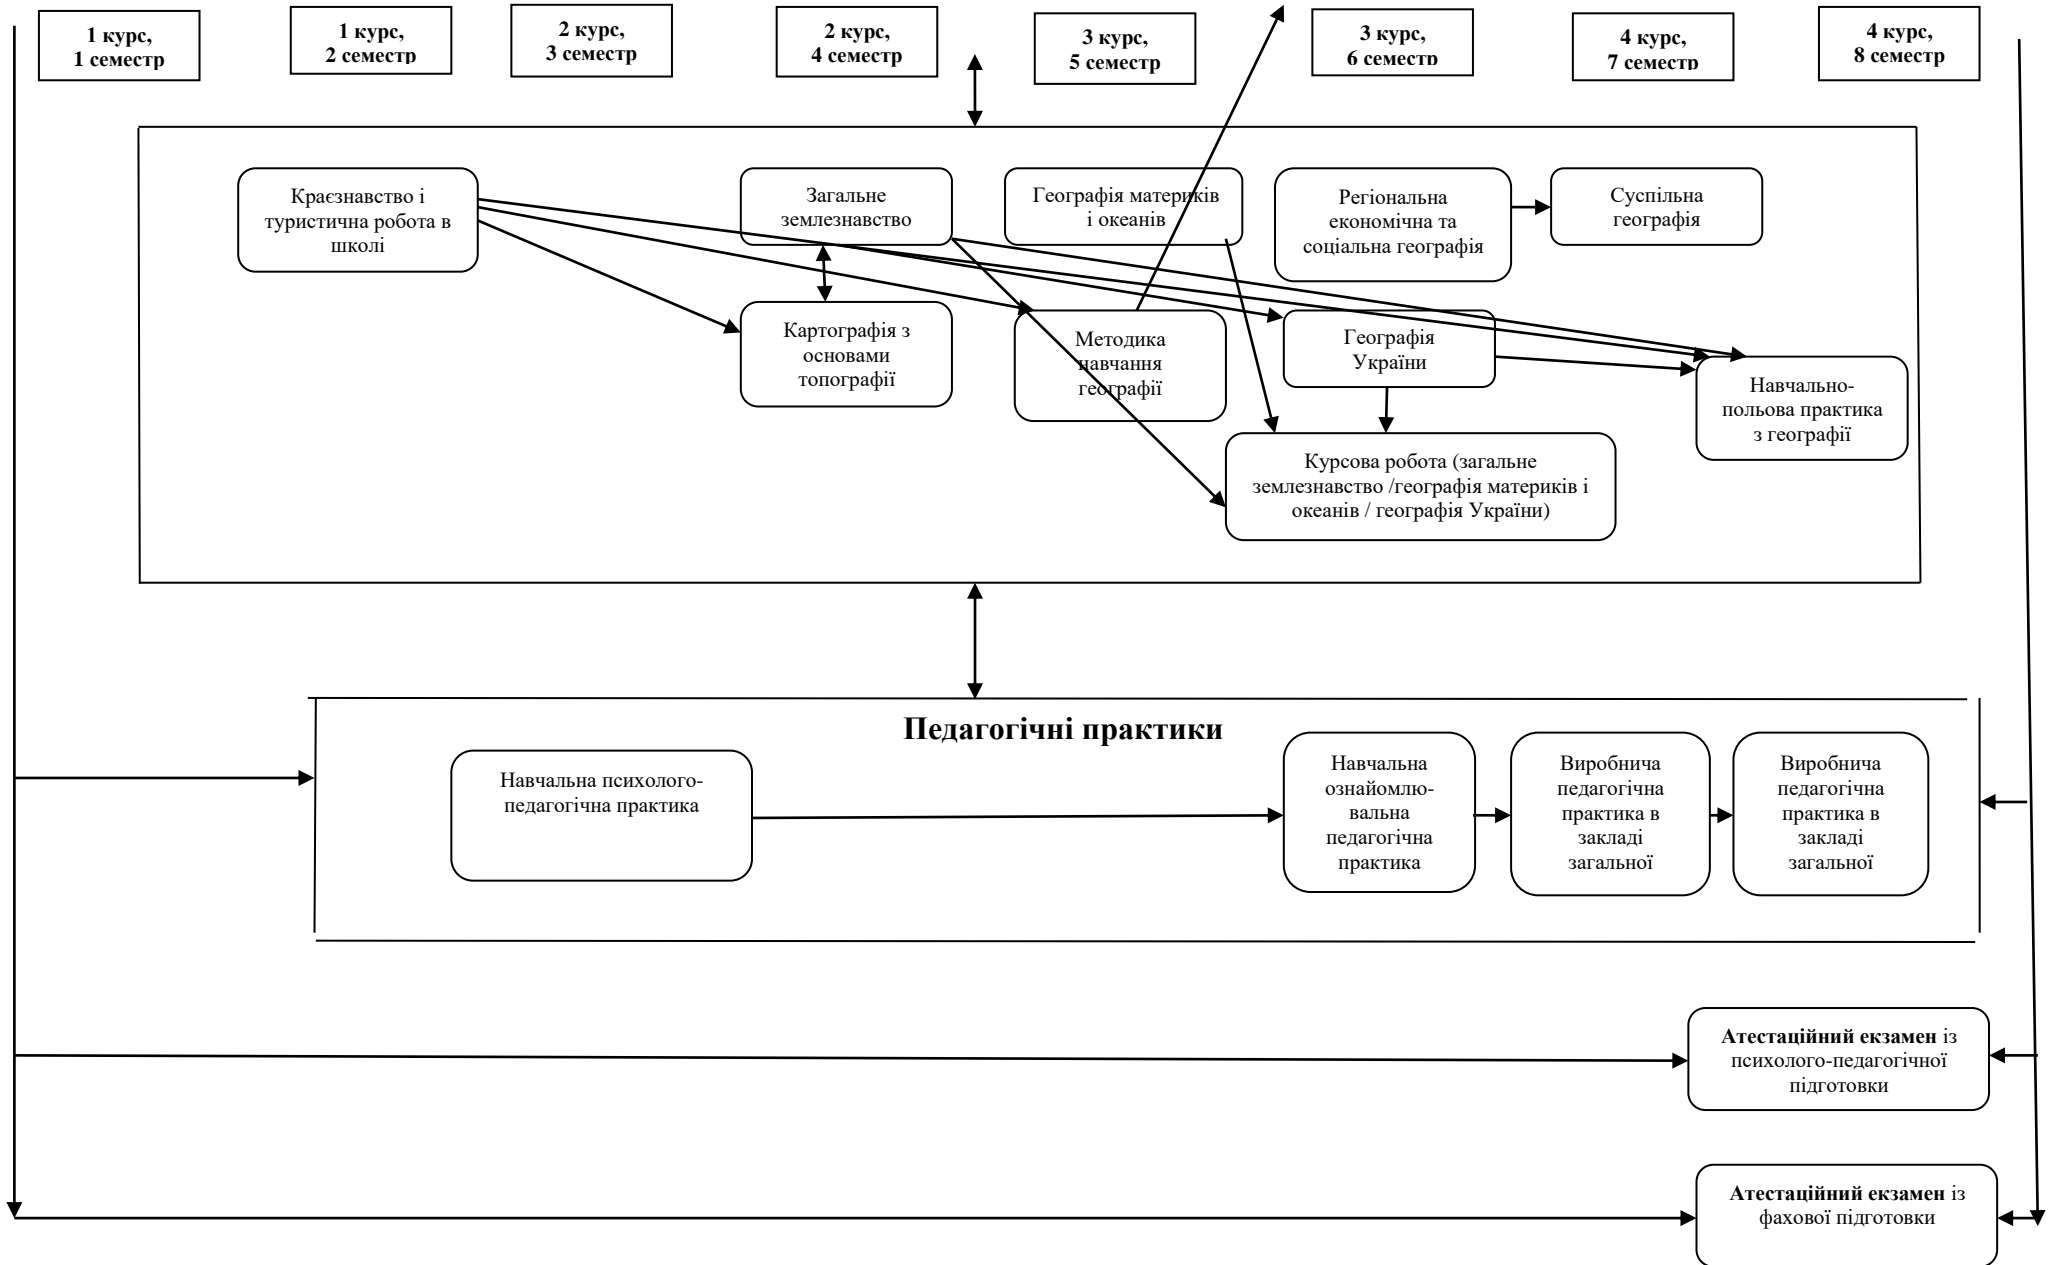 1 курс,
1 семестр
1 курс,
2 семестр
2 курс,
3 семестр
2 курс,
4 семестр
3 курс,
5 семестр
3 курс,
6 семестр
4 курс,
7 семестр
4 курс,
8 семестр
Краєзнавство і
туристична робота в
школі
Загальне
землезнавство
Географія материків
і океанів
Регіональна
економічна та
соціальна географія
Суспільна
географія
Картографія з
основами
топографії
Методика
навчання
географії
Географія
України
Навчально-
польова практика
з географії
Курсова робота (загальне
землезнавство /географія материків і
океанів / географія України)
Педагогічні практики
Навчальна психолого-
педагогічна практика
Навчальна
ознайомлю-
вальна
педагогічна
практика
Виробнича
педагогічна
практика в
закладі
загальної
Виробнича
педагогічна
практика в
закладі
загальної
Атестаційний екзамен із
психолого-педагогічної
підготовки
Атестаційний екзамен із
фахової підготовки